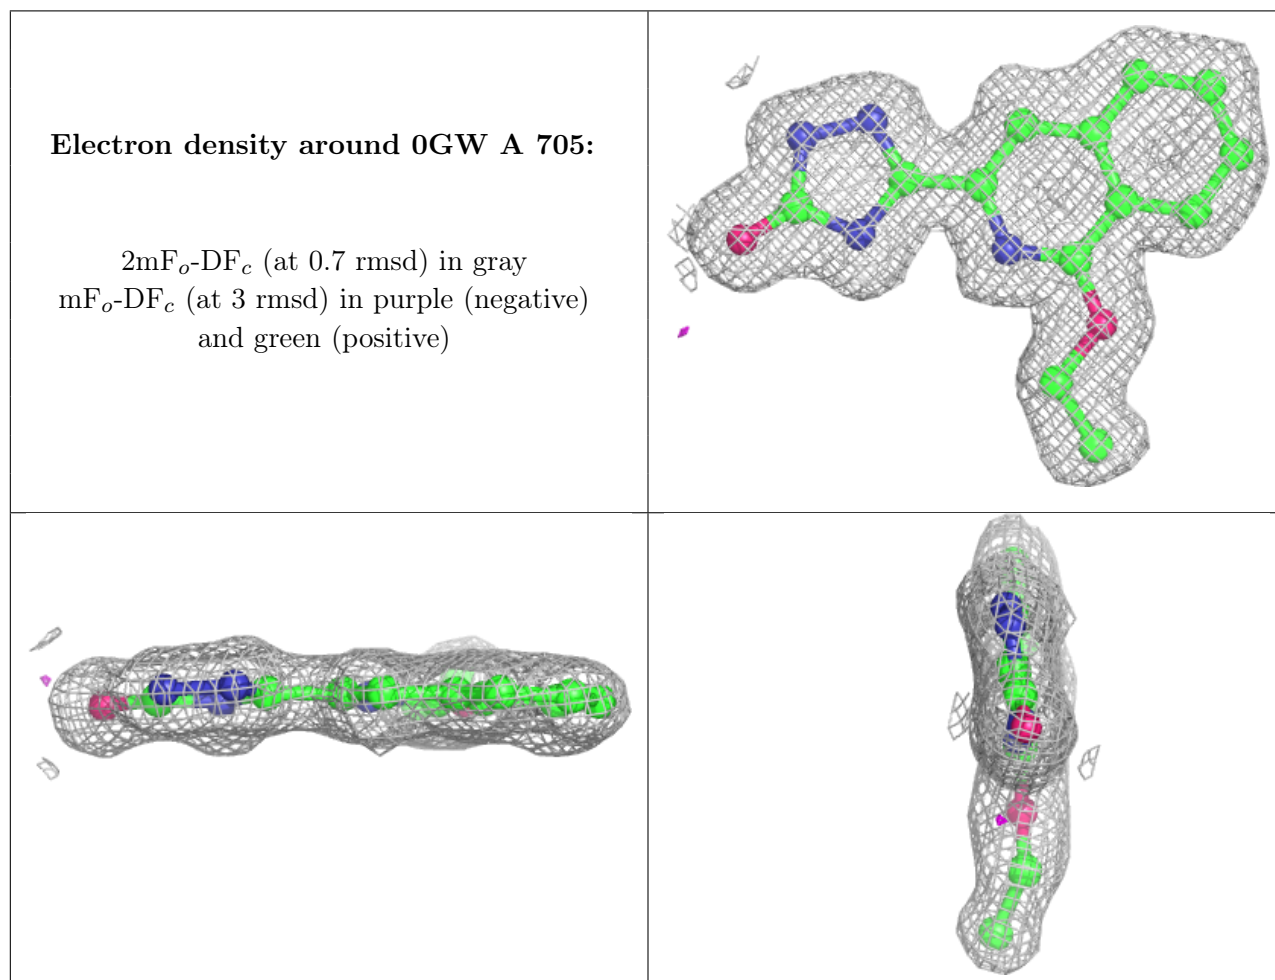 Electron density around 0GW A 705:
2mFo-DFc (at 0.7 rmsd) in gray
mFo-DFc (at 3 rmsd) in purple (negative)
and green (positive)